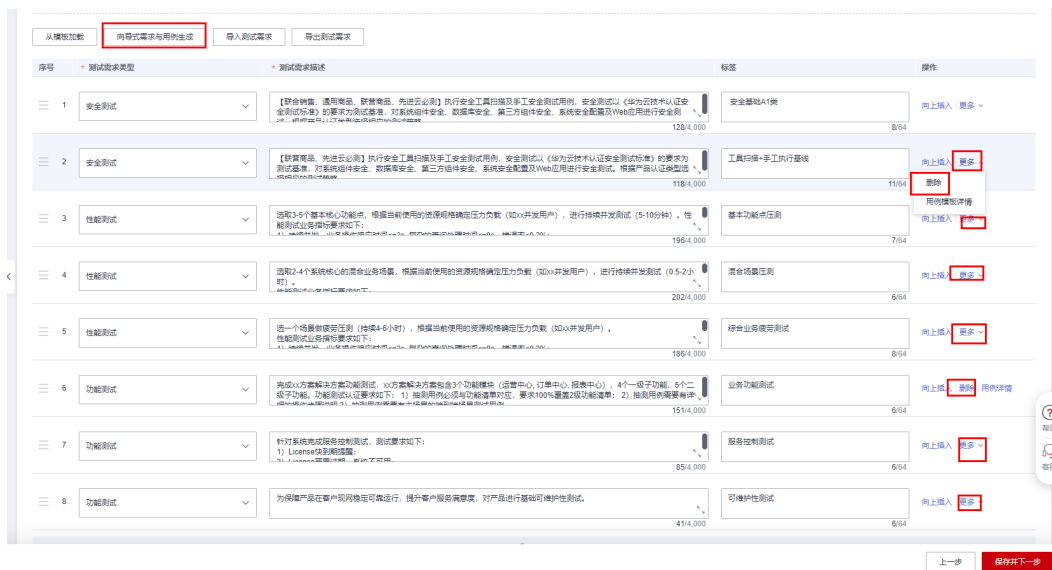 从模板加载 向导式需求与用例生成 导入测试需求 导出测试需求
序号 * 测试需求类型 * 测试需求描述 标签 操作
1 安全测试
【联合销售、通用商品、联营商品、先进云必测】执行安全工具扫描及手工安全测试用例，安全测试以《华为云技术认证安
全测试标准》的要求为测试基准，对系统组件安全、数据库安全、第三方组件安全、系统安全配置及Web应用进行安全测
128/4,000
安全基础A1类
8/64
向上插入 更多
2 安全测试
【联营商品、先进云必测】执行安全工具扫描及手工安全测试用例，安全测试以《华为云技术认证安全测试标准》的要求为
测试基准，对系统组件安全、数据库安全、第三方组件安全、系统安全配置及Web应用进行安全测试。根据产品认证类型选
118/4,000
工具扫描+手工执行基线
11/64
向上插入 更多
删除
用例模板详情
3 性能测试
选取3-5个基本核心功能点，根据当前使用的资源规格确定压力负载（如xx并发用户），进行持续并发测试（5-10分钟）。性
能测试业务指标要求如下：
196/4,000
基本功能点压测
7/64
向上插入 更多
4 性能测试
选取2-4个系统核心的混合业务场景，根据当前使用的资源规格确定压力负载（如xx并发用户），进行持续并发测试（0.5-2小
时）。
202/4,000
混合场景压测
6/64
向上插入 更多
5 性能测试
选一个场景做疲劳压测（持续4-6小时），根据当前使用的资源规格确定压力负载（如xx并发用户）。
性能测试业务指标要求如下：
186/4,000
综合业务疲劳测试
8/64
向上插入 更多
6 功能测试
完成xx方案解决方案功能测试，xx方案解决方案包含3个功能模块（运营中心, 订单中心, 报表中心），4个一级子功能，5个二
级子功能。功能测试认证要求如下： 1）抽测用例必须与功能清单对应，要求100%覆盖2级功能清单； 2）抽测用例需要有详
151/4,000
业务功能测试
6/64
向上插入 删除 用例详情
7 功能测试
针对系统完成服务控制测试，测试要求如下：
1）License快到期提醒；
85/4,000
服务控制测试
6/64
向上插入 更多
8 功能测试
为保障产品在客户现网稳定可靠运行，提升客户服务满意度，对产品进行基础可维护性测试。
41/4,000
可维护性测试
6/64
向上插入 更多
上一步 保存并下一步